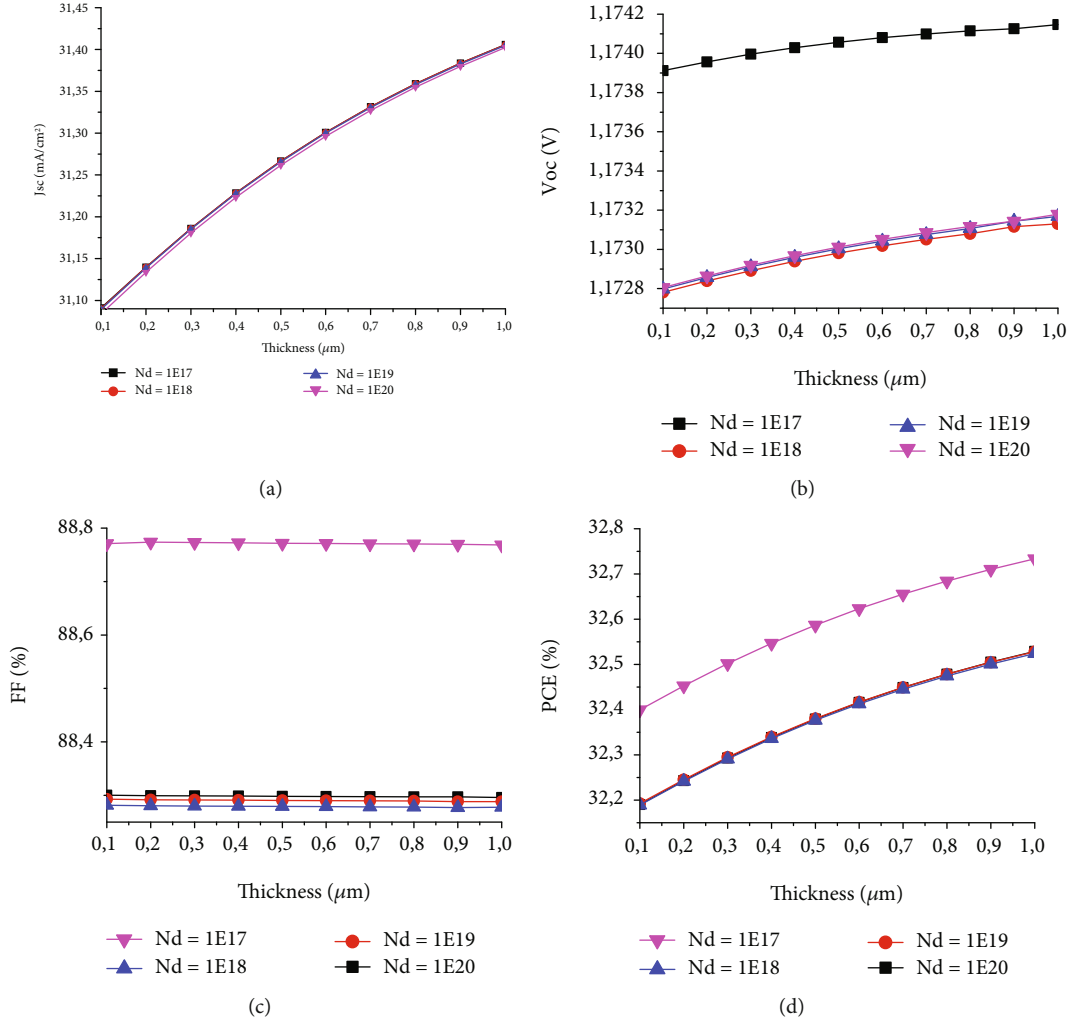 31,45
31,40
31,35
31,30
31,25
31,20
31,15
31,10
Jsc (mA/cm²)
0,1 0,2 0,3 0,4 0,5 0,6 0,7 0,8 0,9 1,0
Thickness (μm)
Nd = 1E17 Nd = 1E19
Nd = 1E18 Nd = 1E20
(a)
1,1742
1,1740
1,1738
1,1736
1,1734
1,1732
1,1730
1,1728
Voc (V)
0,1 0,2 0,3 0,4 0,5 0,6 0,7 0,8 0,9 1,0
Thickness (μm)
Nd = 1E17 Nd = 1E19
Nd = 1E18 Nd = 1E20
(b)
88,8
88,6
88,4
FF (%)
0,1 0,2 0,3 0,4 0,5 0,6 0,7 0,8 0,9 1,0
Thickness (μm)
Nd = 1E17 Nd = 1E19
Nd = 1E18 Nd = 1E20
(c)
32,8
32,7
32,6
32,5
32,4
32,3
32,2
PCE (%)
0,1 0,2 0,3 0,4 0,5 0,6 0,7 0,8 0,9 1,0
Thickness (μm)
Nd = 1E17 Nd = 1E19
Nd = 1E18 Nd = 1E20
(d)